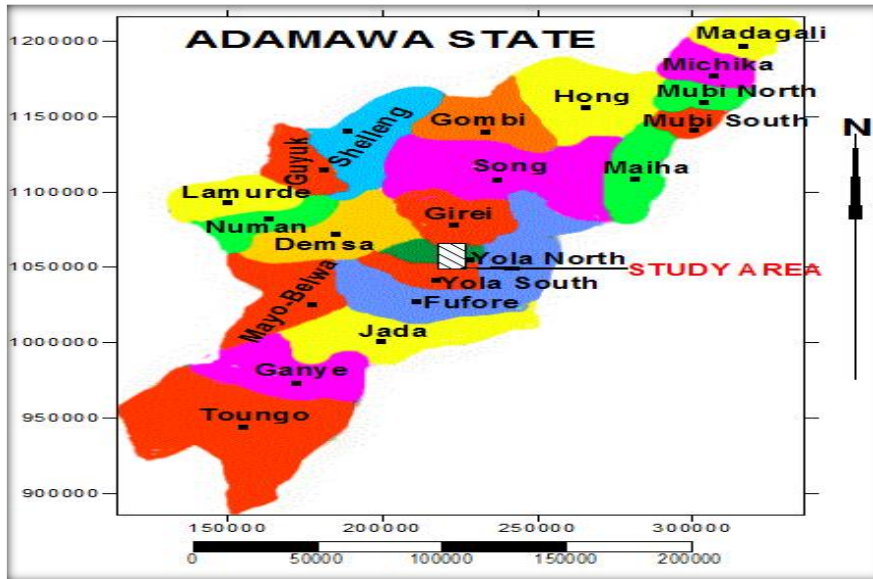 ADAMAWA STATE
Madagali
Michika
Mubi North
Mubi South
Hong
Gombi
Shelleng
Guyuk
Song
Maiha
Lamurde
Numan
Girei
Demsa
Yola North
STUDY AREA
Yola South
Fufore
Mayo-Belwa
Jada
Ganye
Toungo
N
1200000
1150000
1100000
1050000
1000000
950000
900000
150000 200000 250000 300000
0 50000 100000 150000 200000